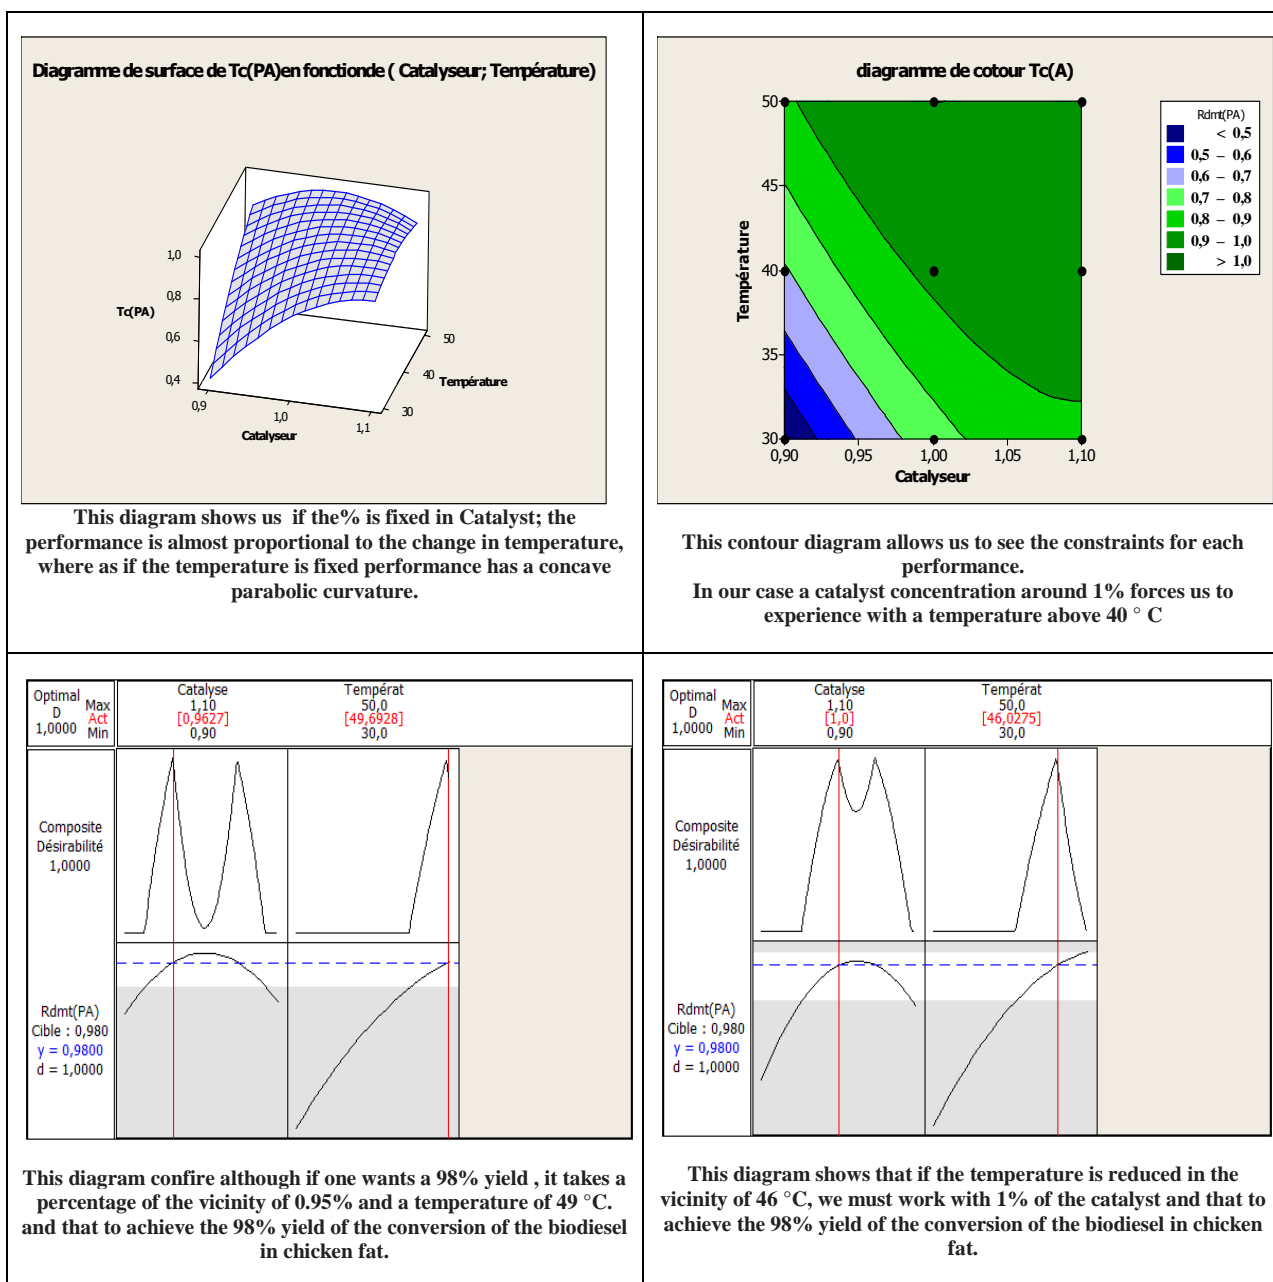 Diagramme de surface de Tc(PA)en fonctionde ( Catalyseur; Température)
1,0
0,8
0,6
0,4
Tc(PA)
0,9
1,0
1,1
Catalyseur
50
40
30
Température
This diagram shows us if the% is fixed in Catalyst; the
performance is almost proportional to the change in temperature,
where as if the temperature is fixed performance has a concave
parabolic curvature.
diagramme de cotour Tc(A)
50
45
40
35
30
Température
0,90
0,95
1,00
1,05
1,10
Catalyseur
Rdmt(PA)
< 0,5
0,5 – 0,6
0,6 – 0,7
0,7 – 0,8
0,8 – 0,9
0,9 – 1,0
> 1,0
This contour diagram allows us to see the constraints for each
performance.
In our case a catalyst concentration around 1% forces us to
experience with a temperature above 40 ° C
Optimal
D
1,0000
Max
Act
Min
Catalyse
1,10
[0,9627]
0,90
Températ
50,0
[49,6928]
30,0
Composite
Désirabilité
1,0000
Rdmt(PA)
Cible : 0,980
y = 0,9800
d = 1,0000
This diagram confire although if one wants a 98% yield , it takes a
percentage of the vicinity of 0.95% and a temperature of 49 °C.
and that to achieve the 98% yield of the conversion of the biodiesel
in chicken fat.
Optimal
D
1,0000
Max
Act
Min
Catalyse
1,10
[1,0]
0,90
Températ
50,0
[46,0275]
30,0
Composite
Désirabilité
1,0000
Rdmt(PA)
Cible : 0,980
y = 0,9800
d = 1,0000
This diagram shows that if the temperature is reduced in the
vicinity of 46 °C, we must work with 1% of the catalyst and that to
achieve the 98% yield of the conversion of the biodiesel in chicken
fat.